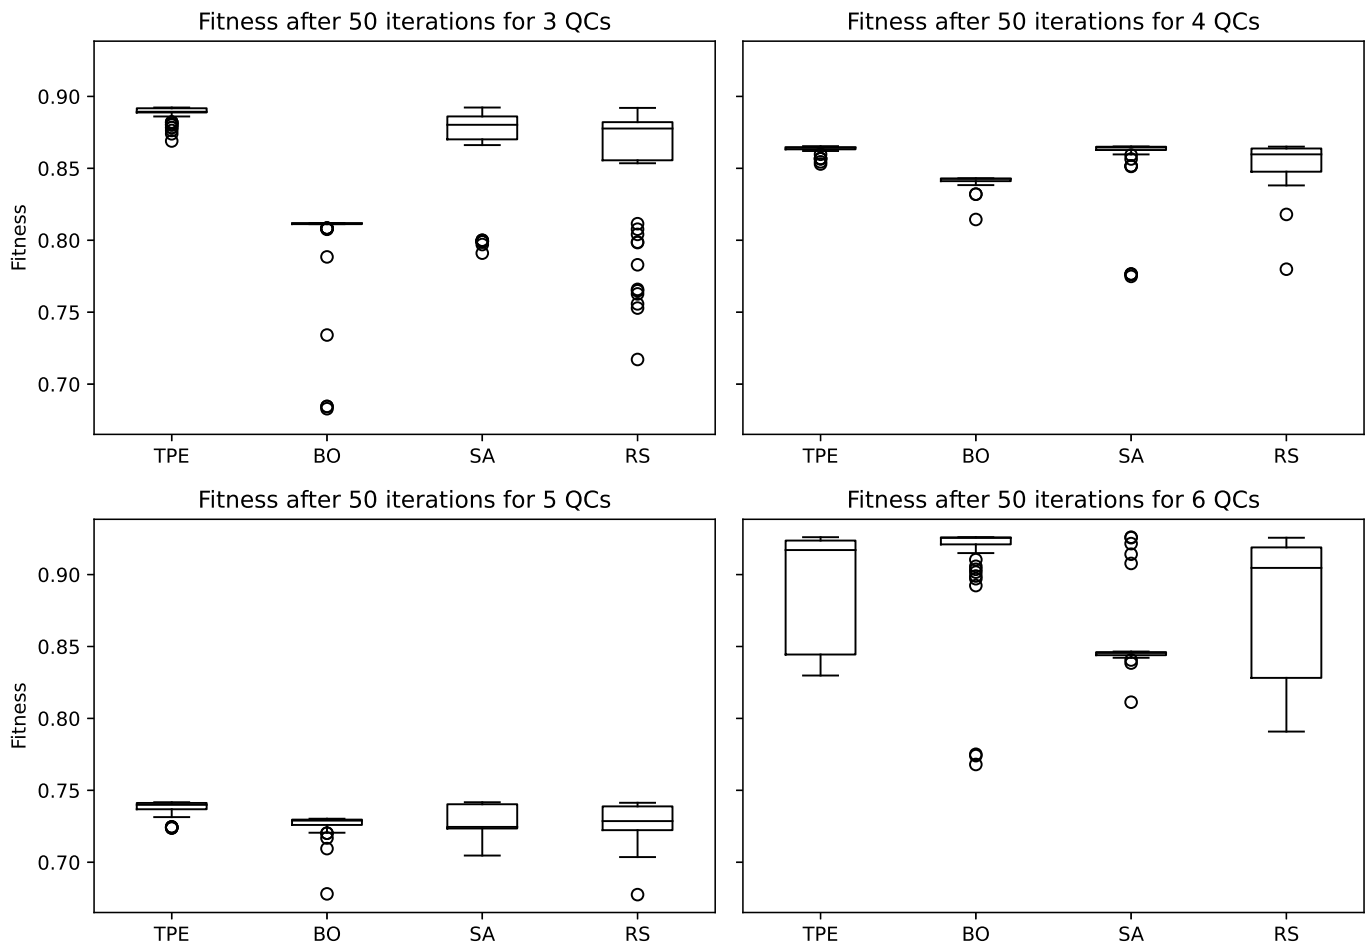 Fitness after 50 iterations for 3 QCs
Fitness after 50 iterations for 4 QCs
Fitness
0.90
0.85
0.80
0.75
0.70
TPE BO SA RS
TPE BO SA RS
Fitness after 50 iterations for 5 QCs
Fitness after 50 iterations for 6 QCs
Fitness
0.90
0.85
0.80
0.75
0.70
TPE BO SA RS
TPE BO SA RS